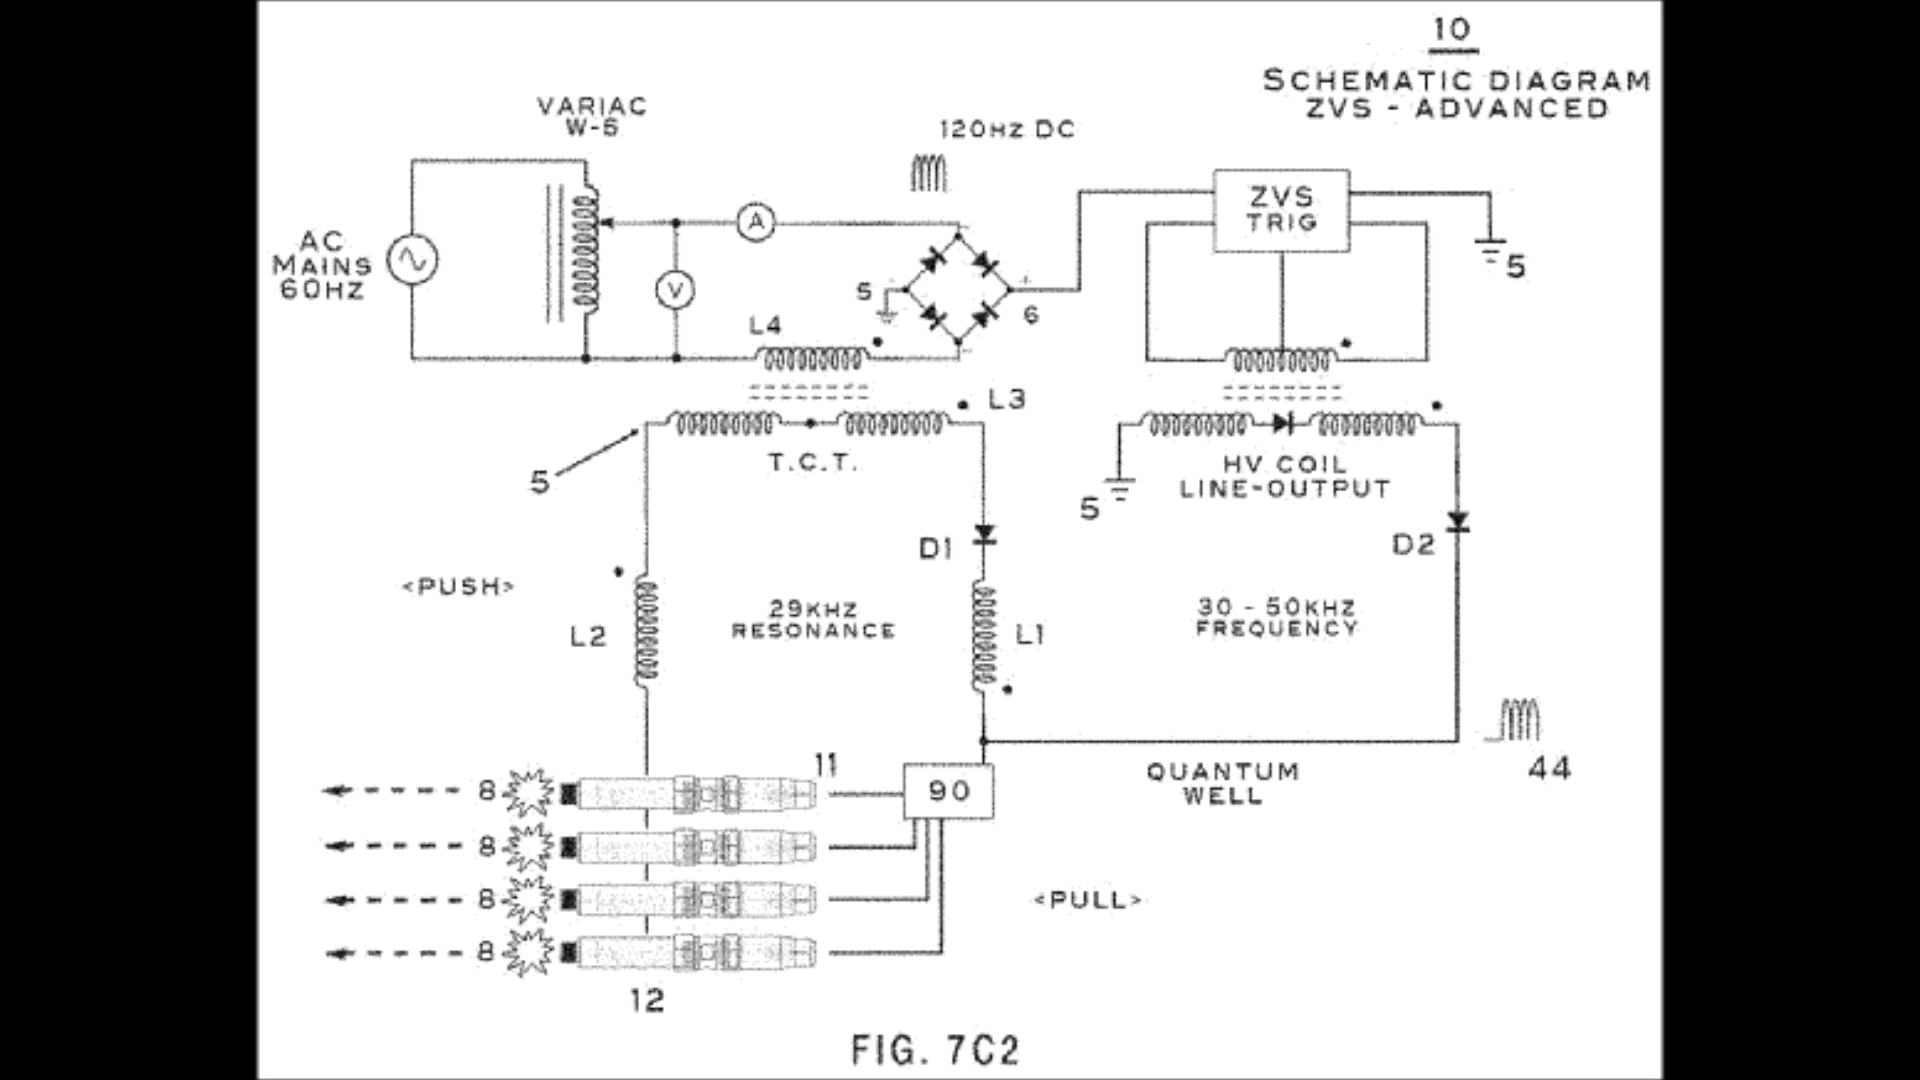 10
SCHEMATIC DIAGRAM
ZVS - ADVANCED
VARIAC
W-5
120HZ DC
AC
MAINS
60HZ
A
V
ZVS
TRIG
5
5
+
6
L4
L3
T.C.T.
5
HV COIL
LINE-OUTPUT
5
D1
D2
<PUSH>
L2
29KHZ
RESONANCE
L1
30 - 50KHZ
FREQUENCY
44
11
QUANTUM
WELL
90
8
8
8
8
<PULL>
12
FIG. 7C2